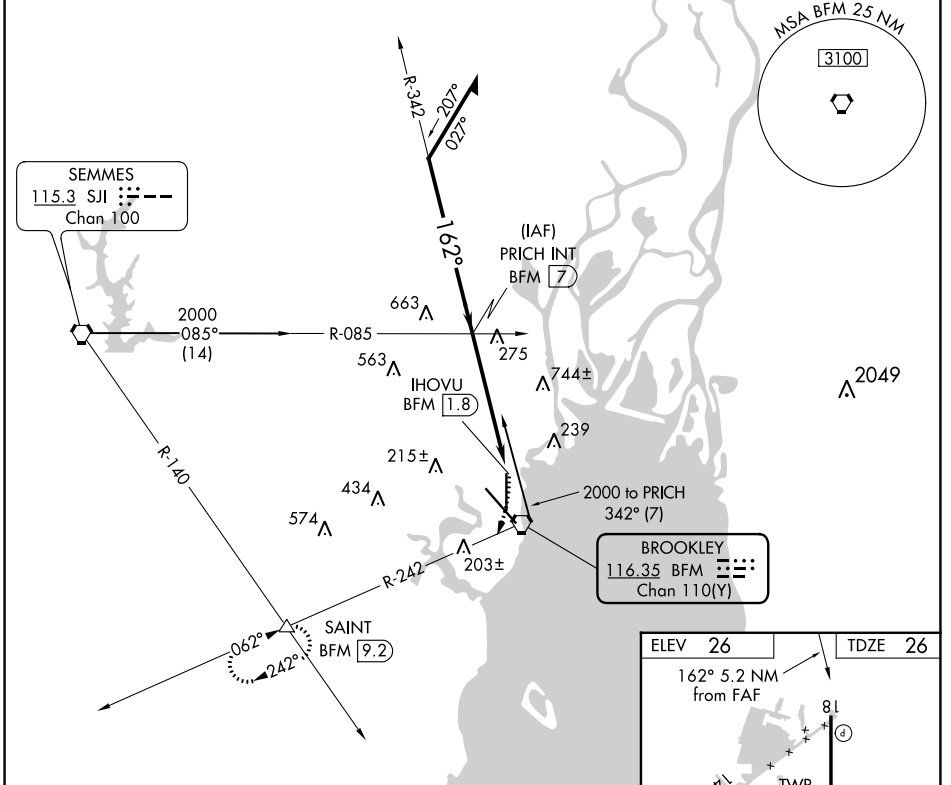 MSA BFM 25 NM
3100
R-342
207°
027°
SEMMES
115.3 SJI
Chan 100
162°
(IAF)
PRICH INT
BFM 7
663
2000
085°
(14)
R-085
275
563
744±
2049
IHOVU
BFM 1.8
239
215±
R-140
434
2000 to PRICH
342° (7)
574
BROOKLEY
116.35 BFM
Chan 110(Y)
203±
R-242
SAINT
BFM 9.2
062°
242°
ELEV 26
TDZE 26
162° 5.2 NM
from FAF
18
P
14
TWR